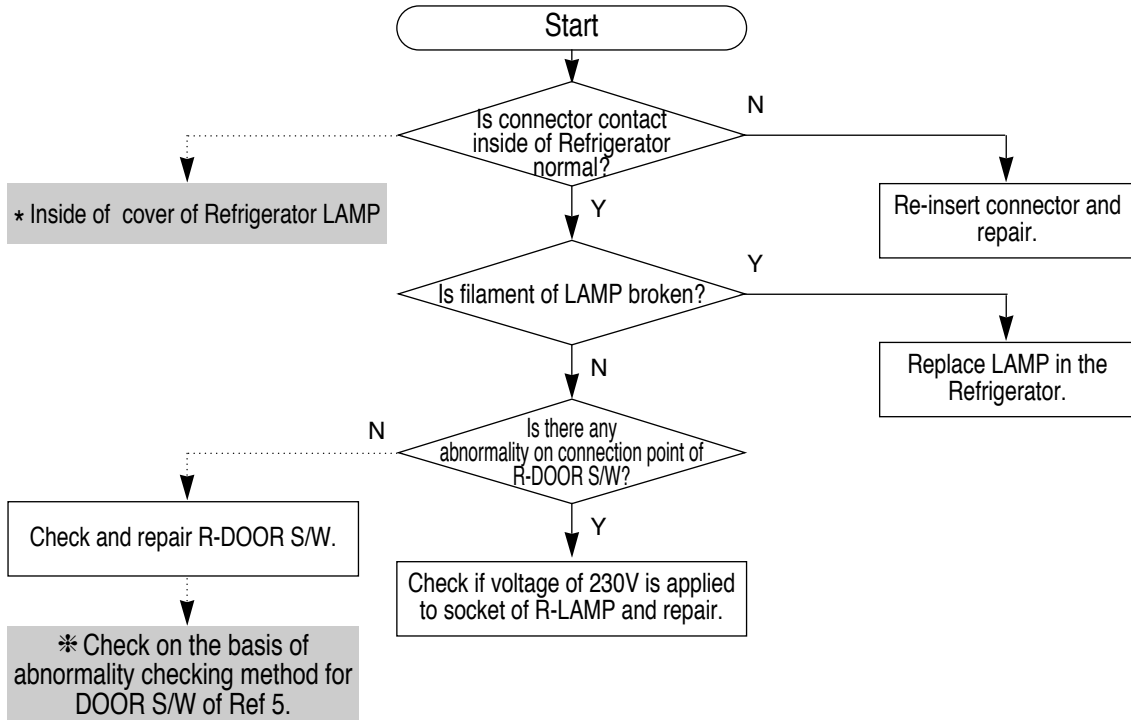 Start
Is connector contact
inside of Refrigerator
normal?
N
* Inside of cover of Refrigerator LAMP
Y
Re-insert connector and
repair.
Is filament of LAMP broken?
Y
N
Replace LAMP in the
Refrigerator.
Is there any
abnormality on connection point of
R-DOOR S/W?
N
Check and repair R-DOOR S/W.
Y
Check if voltage of 230V is applied
to socket of R-LAMP and repair.
❉ Check on the basis of
abnormality checking method for
DOOR S/W of Ref 5.